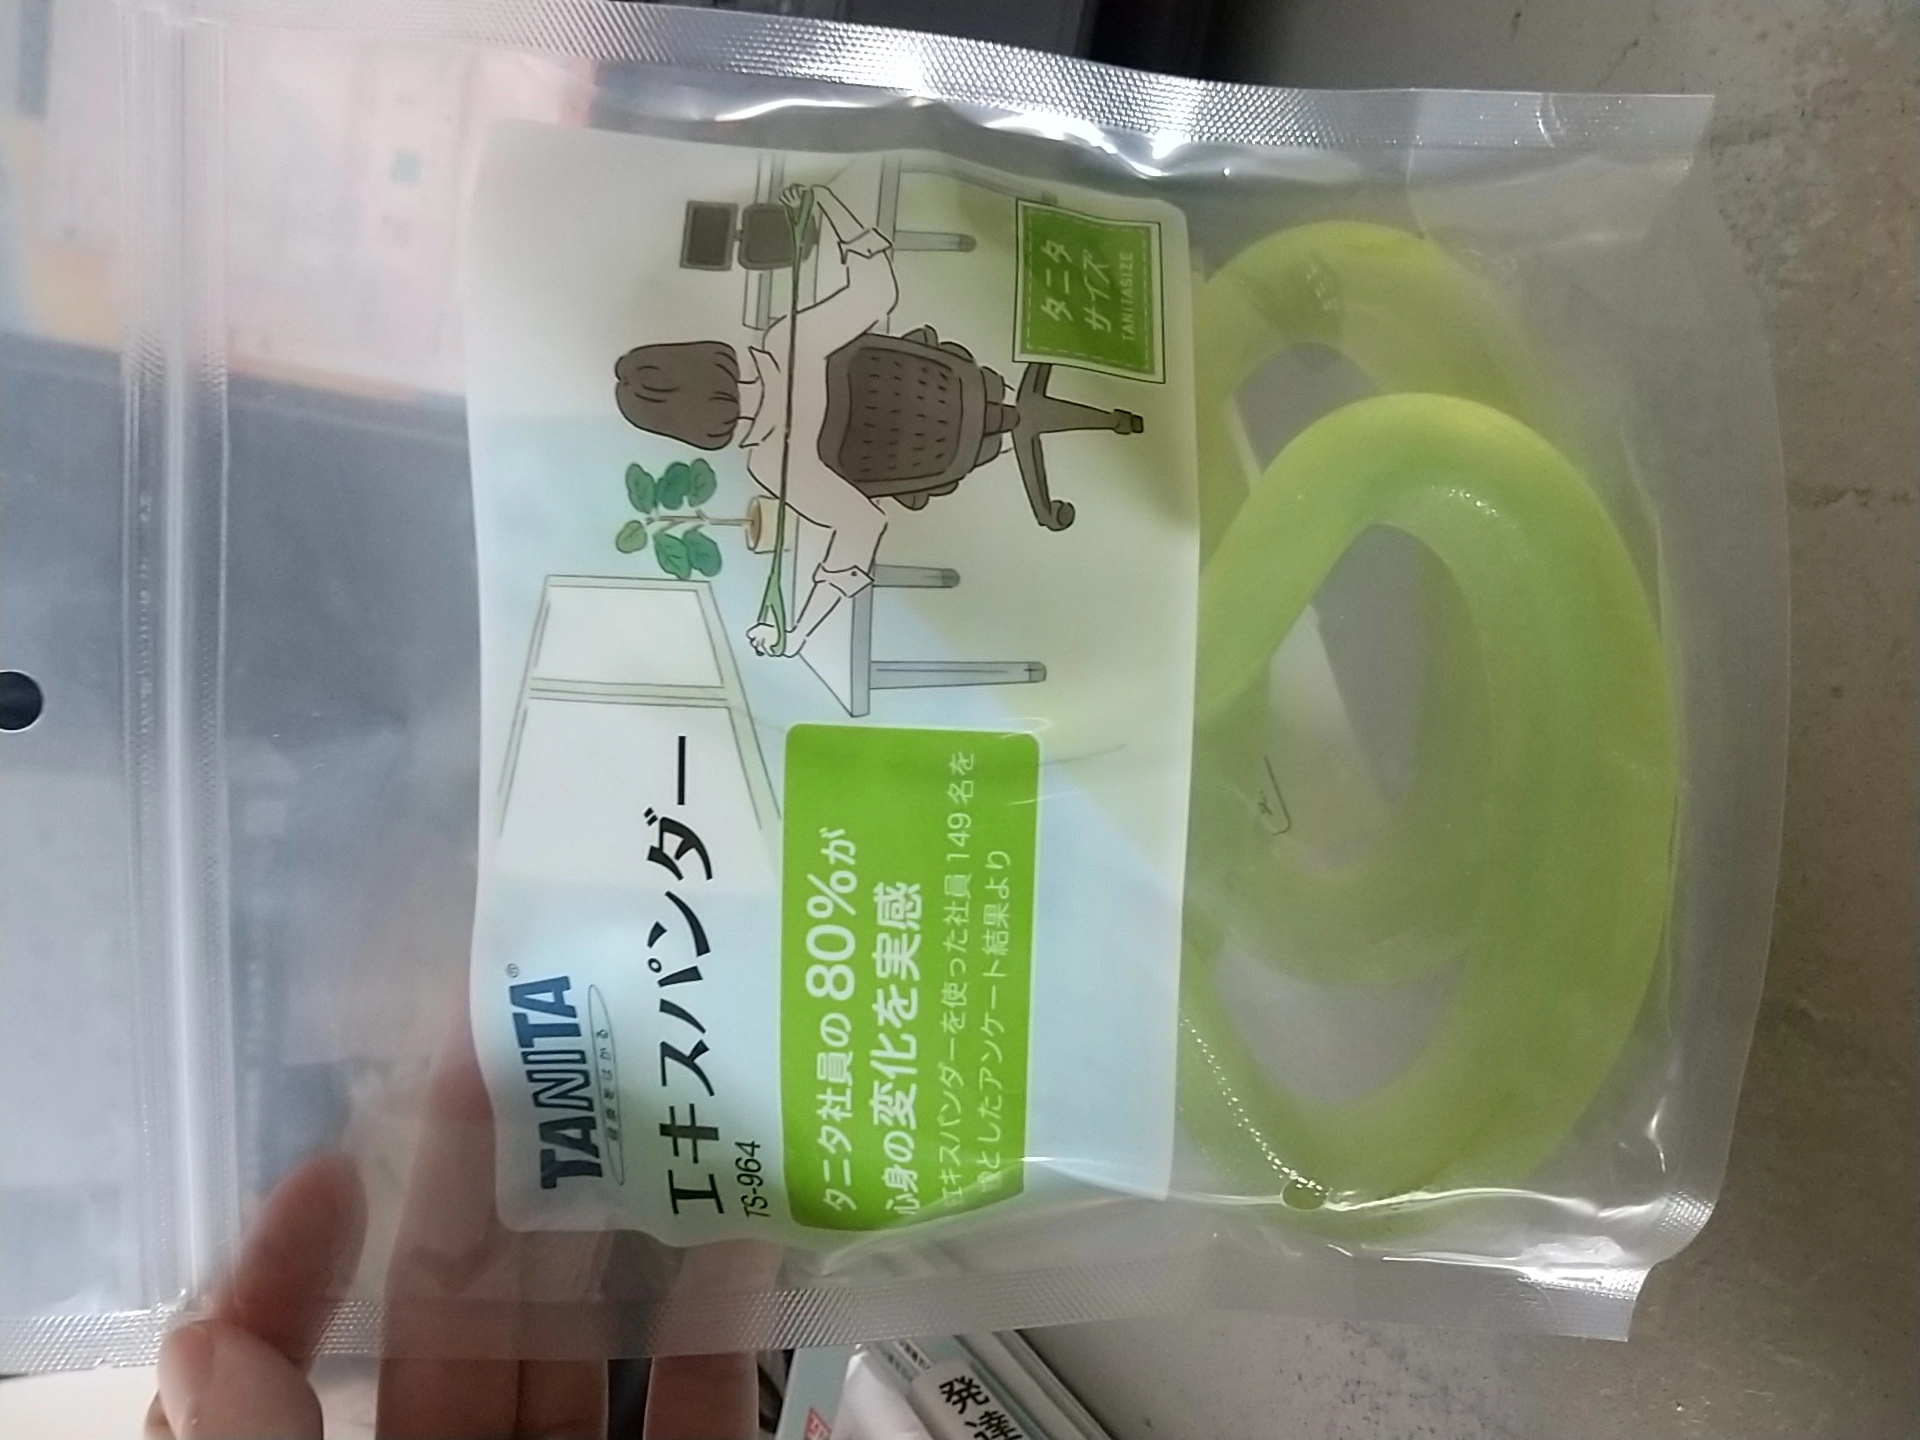 TANITA®
健康をはかる
エキスパンダー
TS-964
タニタ社員の80%が
心身の変化を実感
エキスパンダーを使った社員149名を
対象としたアンケート結果より
タニタ
サイズ
TANITASIZE
発
達